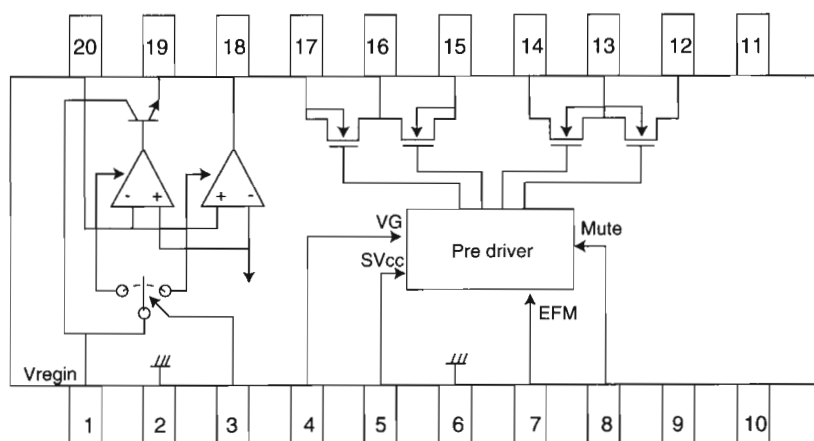 20 19 18 17 16 15 14 13 12 11
- + + -
VG
Mute
Pre driver
SVcc
EFM
Vregin
1 2 3 4 5 6 7 8 9 10